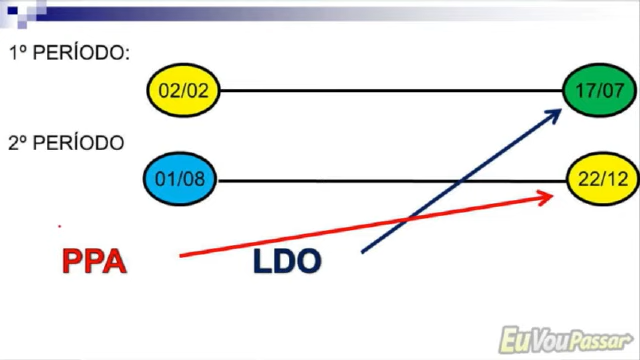 1º PERÍODO:
02/02
17/07
2º PERÍODO
01/08
22/12
PPA
LDO
EuVouPassar